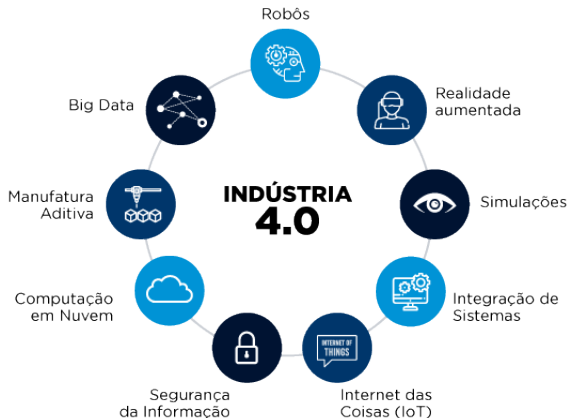 Robôs
Realidade
aumentada
Simulações
Integração de
Sistemas
INTERNET OF
THINGS
Internet das
Coisas (IoT)
Segurança
da Informação
Computação
em Nuvem
Manufatura
Aditiva
Big Data
INDÚSTRIA
4.0